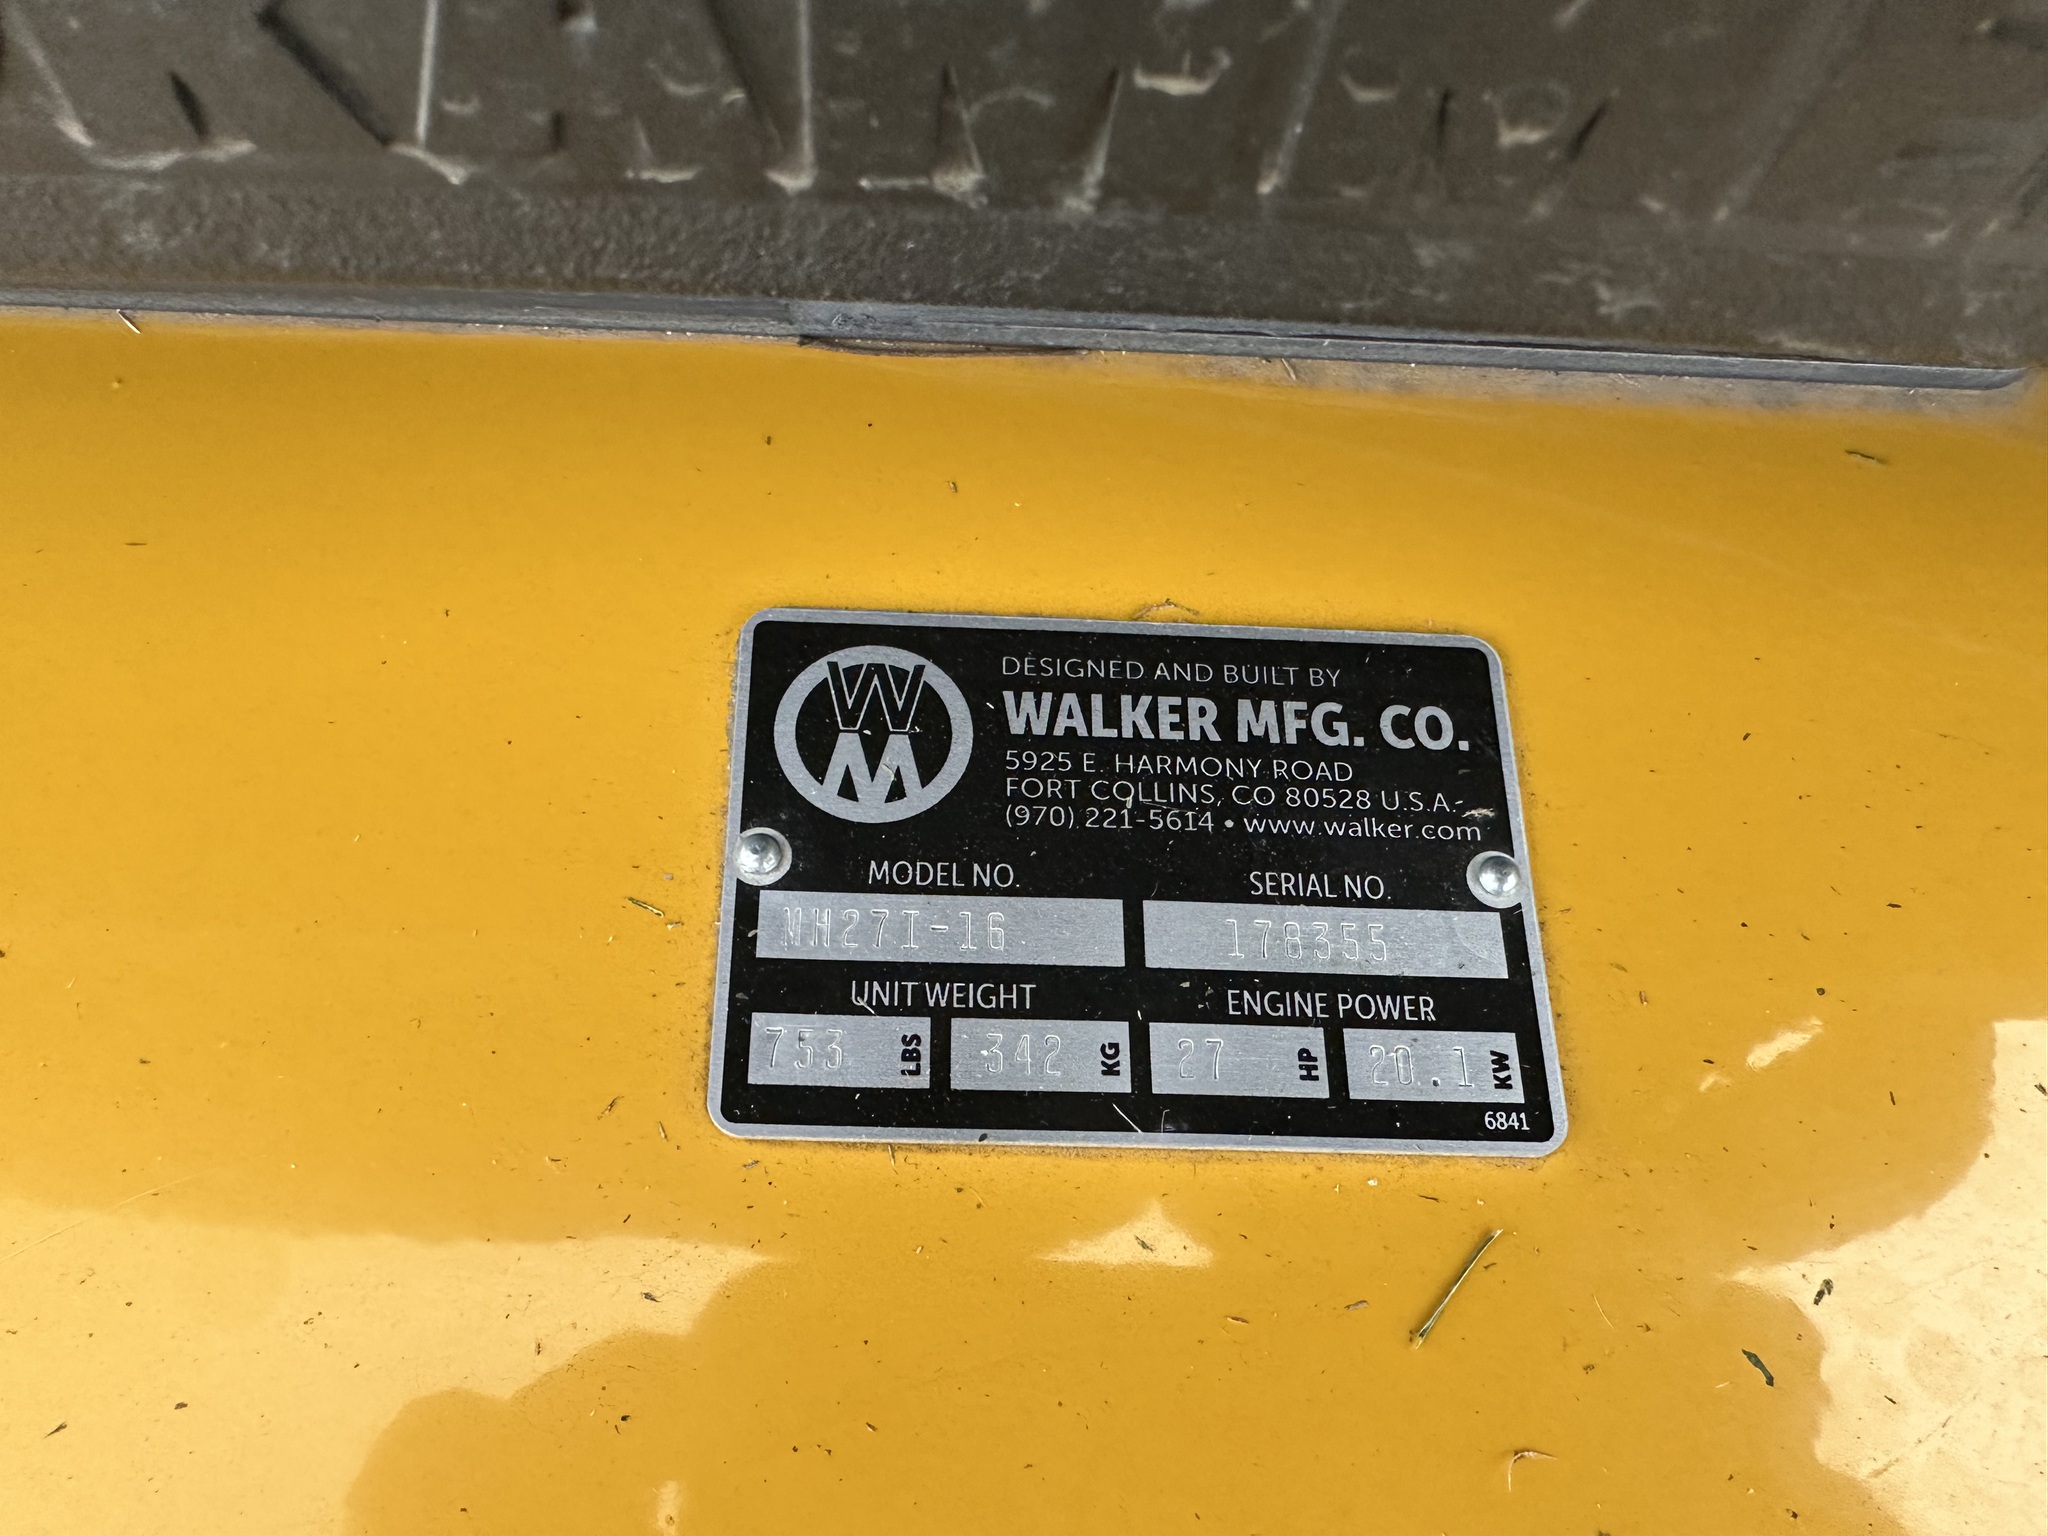 WM
DESIGNED AND BUILT BY
WALKER MFG. CO.
5925 E. HARMONY ROAD
FORT COLLINS, CO 80528 U.S.A.
(970) 221-5614 • www.walker.com
MODEL NO. SERIAL NO.
MH27I-16 178355
UNIT WEIGHT ENGINE POWER
753 LBS 342 KG 27 HP 20.1 KW
6841